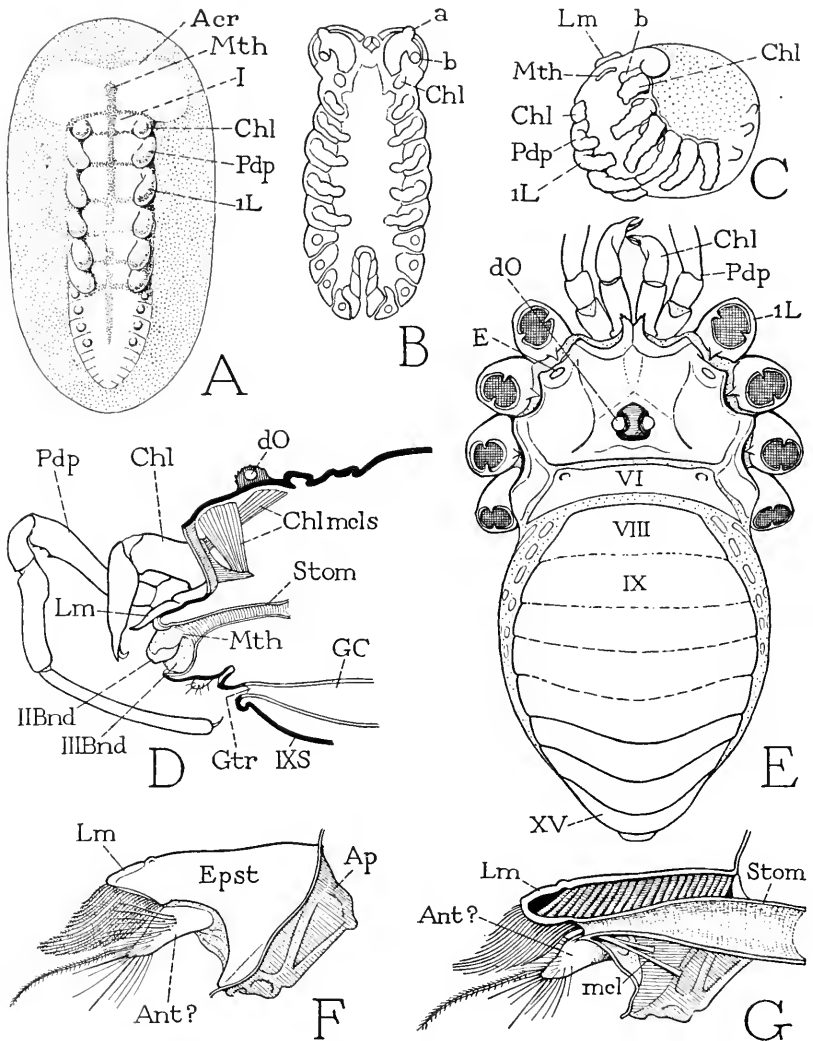 Acr
Mth
I
Chl
Pdp
1L
A
a
b
Chl
B
Lm
b
Chl
Mth
Chl
Pdp
1L
C
dO
Chl
Pdp
E
1L
VI
VIII
IX
XV
E
Pdp
Chl
dO
Chl mcls
Stom
Lm
Mth
GC
IIBnd
IIIBnd
Gtr
IXS
D
Lm
Epst
Ap
Ant?
F
Lm
Stom
Ant?
mcl
G